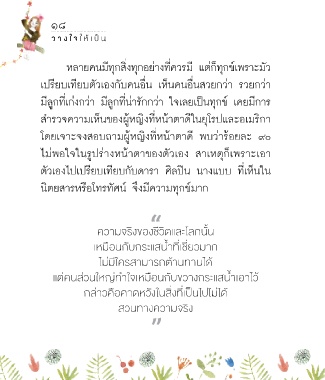 ๑๘
วางใจให้เป็น
หลายคนมีทุกสิ่งทุกอย่างที่ควรมี แต่ก็ทุกข์เพราะมัว
เปรียบเทียบตัวเองกับคนอื่น เห็นคนอื่นสวยกว่า รวยกว่า
มีลูกที่เก่งกว่า มีลูกที่น่ารักกว่า ใจเลยเป็นทุกข์ เคยมีการ
สำรวจความเห็นของผู้หญิงที่หน้าตาดีในยุโรปและอเมริกา
โดยเจาะจงสอบถามผู้หญิงที่หน้าตาดี พบว่าร้อยละ ๙๐
ไม่พอใจในรูปร่างหน้าตาของตัวเอง สาเหตุก็เพราะเอา
ตัวเองไปเปรียบเทียบกับดารา ศิลปิน นางแบบ ที่เห็นใน
นิตยสารหรือโทรทัศน์ จึงมีความทุกข์มาก
“
ความจริงของชีวิตและโลกนั้น
เหมือนกับกระแสน้ำที่เชี่ยวมาก
ไม่มีใครสามารถต้านทานได้
แต่คนส่วนใหญ่ทำใจเหมือนกับขวางกระแสน้ำเอาไว้
กล่าวคือคาดหวังในสิ่งที่เป็นไปไม่ได้
สวนทางความจริง
”